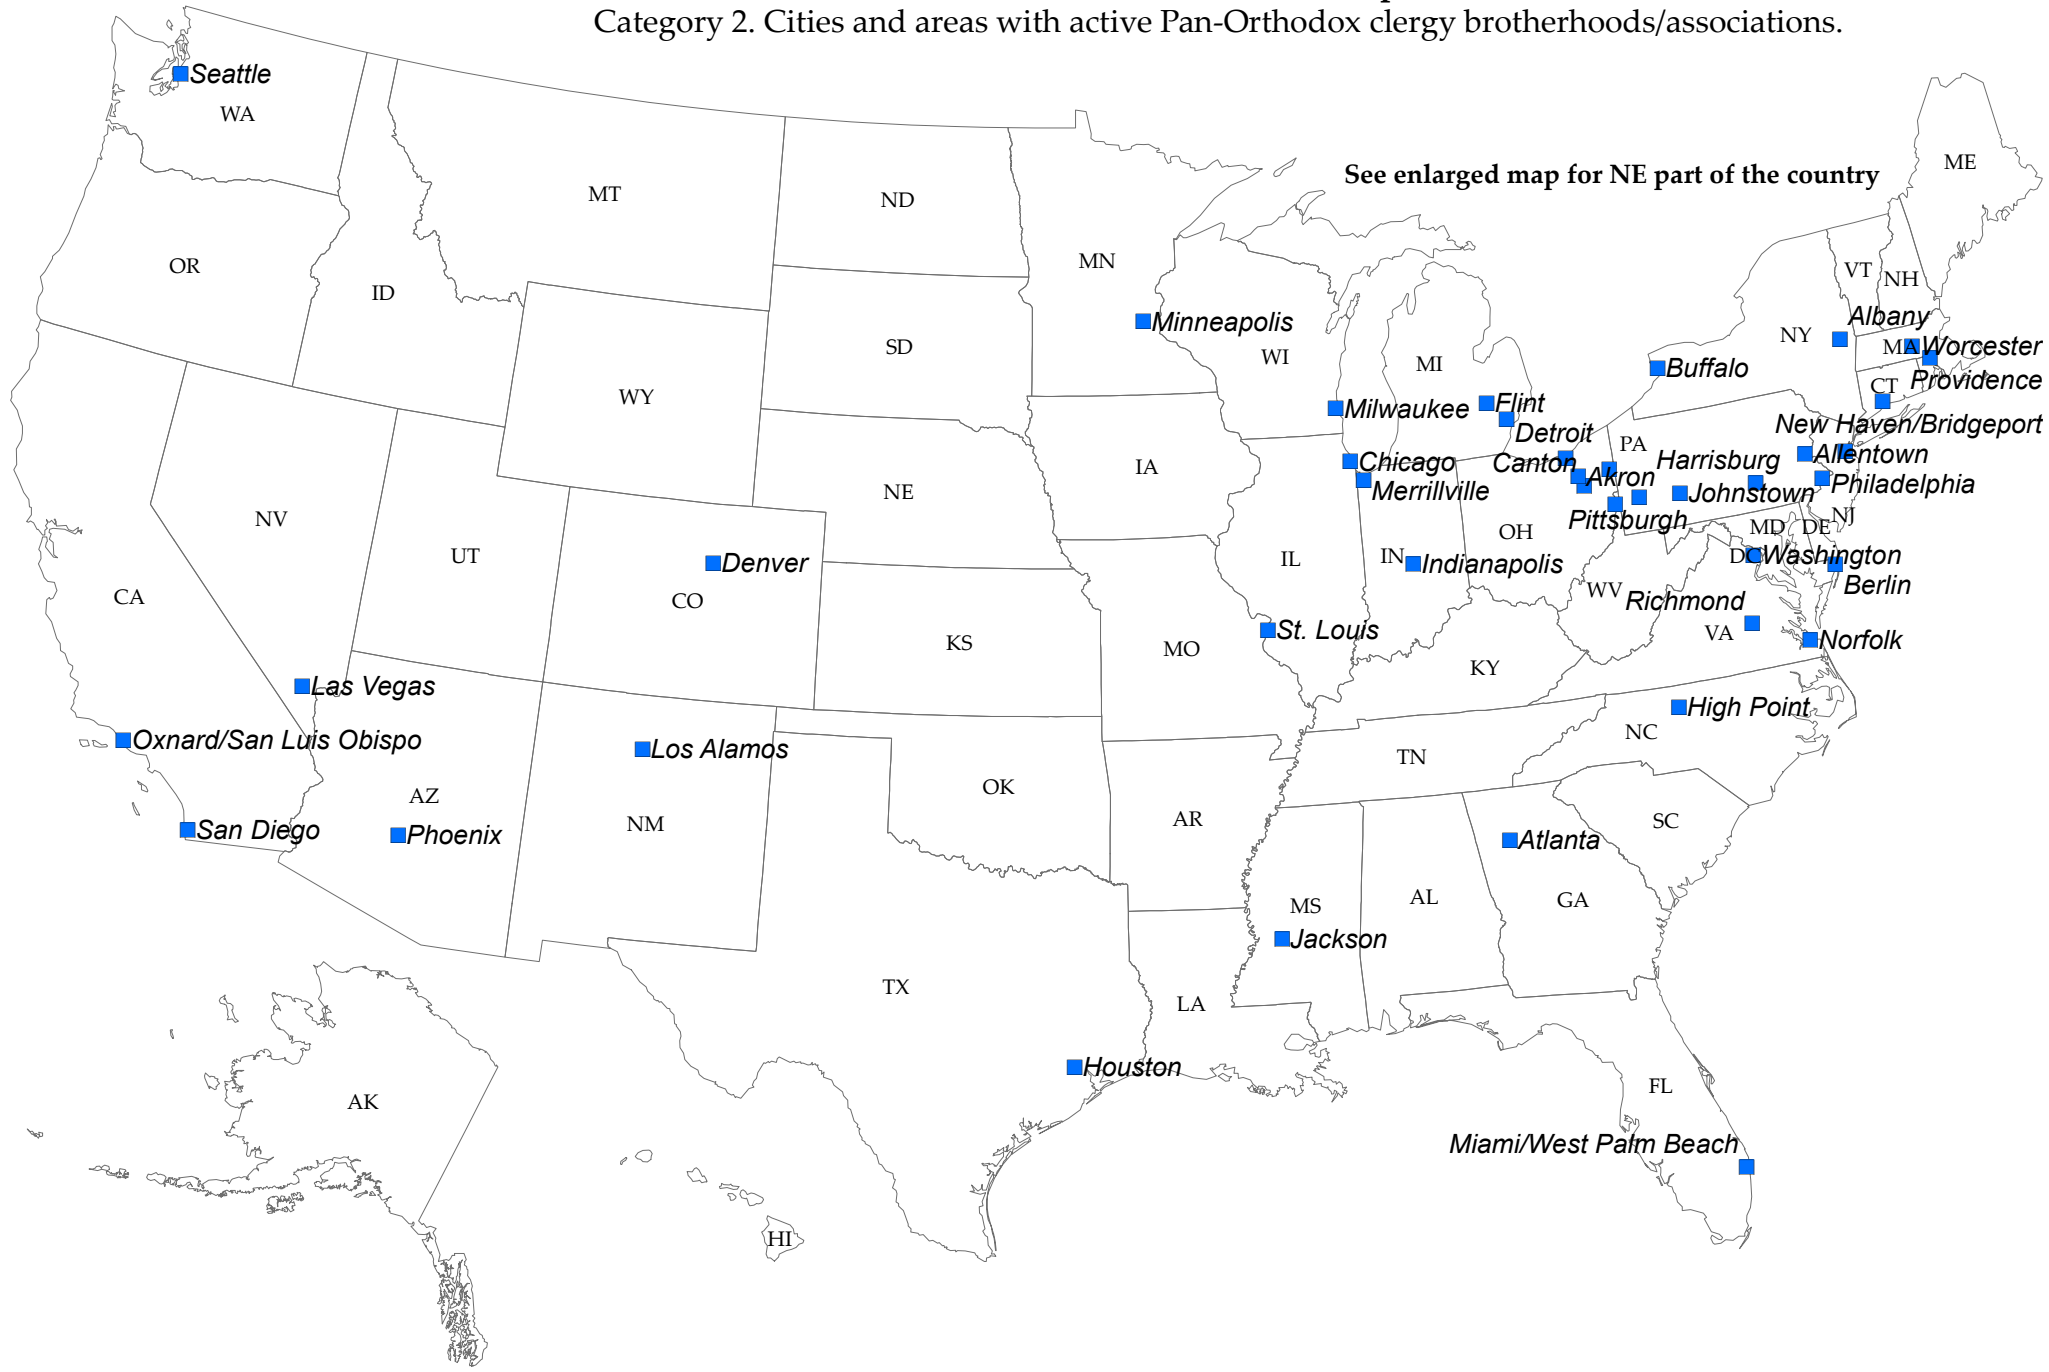 Category 2. Cities and areas with active Pan-Orthodox clergy brotherhoods/associations.
See enlarged map for NE part of the country
Seattle
WA
ME
MT
ND
OR
ID
MN
VT
NH
Minneapolis
Albany
NY
SD
WI
MI
MA
Worcester
Buffalo
Providence
CT
WY
Milwaukee
Flint
Detroit
New Haven/Bridgeport
PA
IA
Chicago
Canton
Harrisburg
Allentown
Merrillville
Akron
Johnstown
Philadelphia
NE
NV
Pittsburgh
NJ
MD
DE
OH
UT
Denver
IL
IN
Indianapolis
DC
Washington
Berlin
CA
CO
WV
Richmond
St. Louis
VA
Norfolk
KS
MO
KY
Las Vegas
High Point
Oxnard/San Luis Obispo
Los Alamos
NC
TN
AZ
OK
San Diego
Phoenix
NM
AR
SC
Atlanta
MS
AL
GA
Jackson
TX
LA
Houston
AK
FL
Miami/West Palm Beach
HI